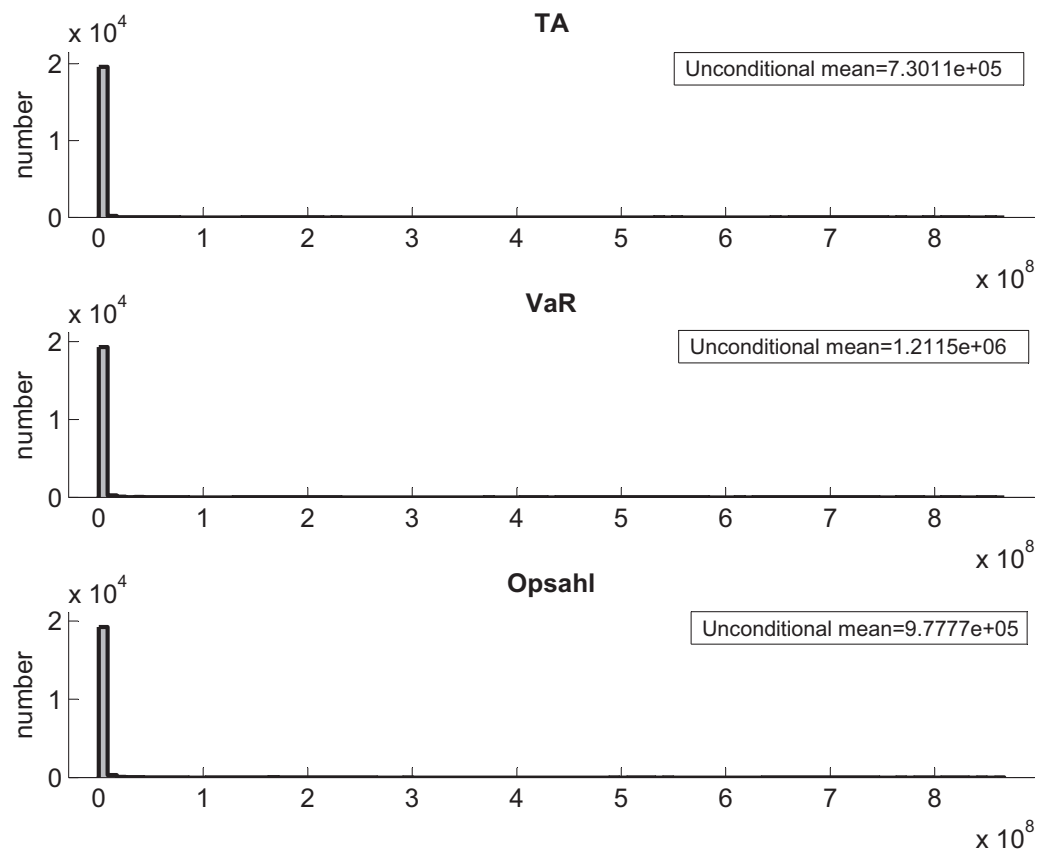 TA
x 10^4
Unconditional mean=7.3011e+05
number
2
1
0
0 1 2 3 4 5 6 7 8
x 10^8
VaR
x 10^4
Unconditional mean=1.2115e+06
number
2
1
0
0 1 2 3 4 5 6 7 8
x 10^8
Opsahl
x 10^4
Unconditional mean=9.7777e+05
number
2
1
0
0 1 2 3 4 5 6 7 8
x 10^8